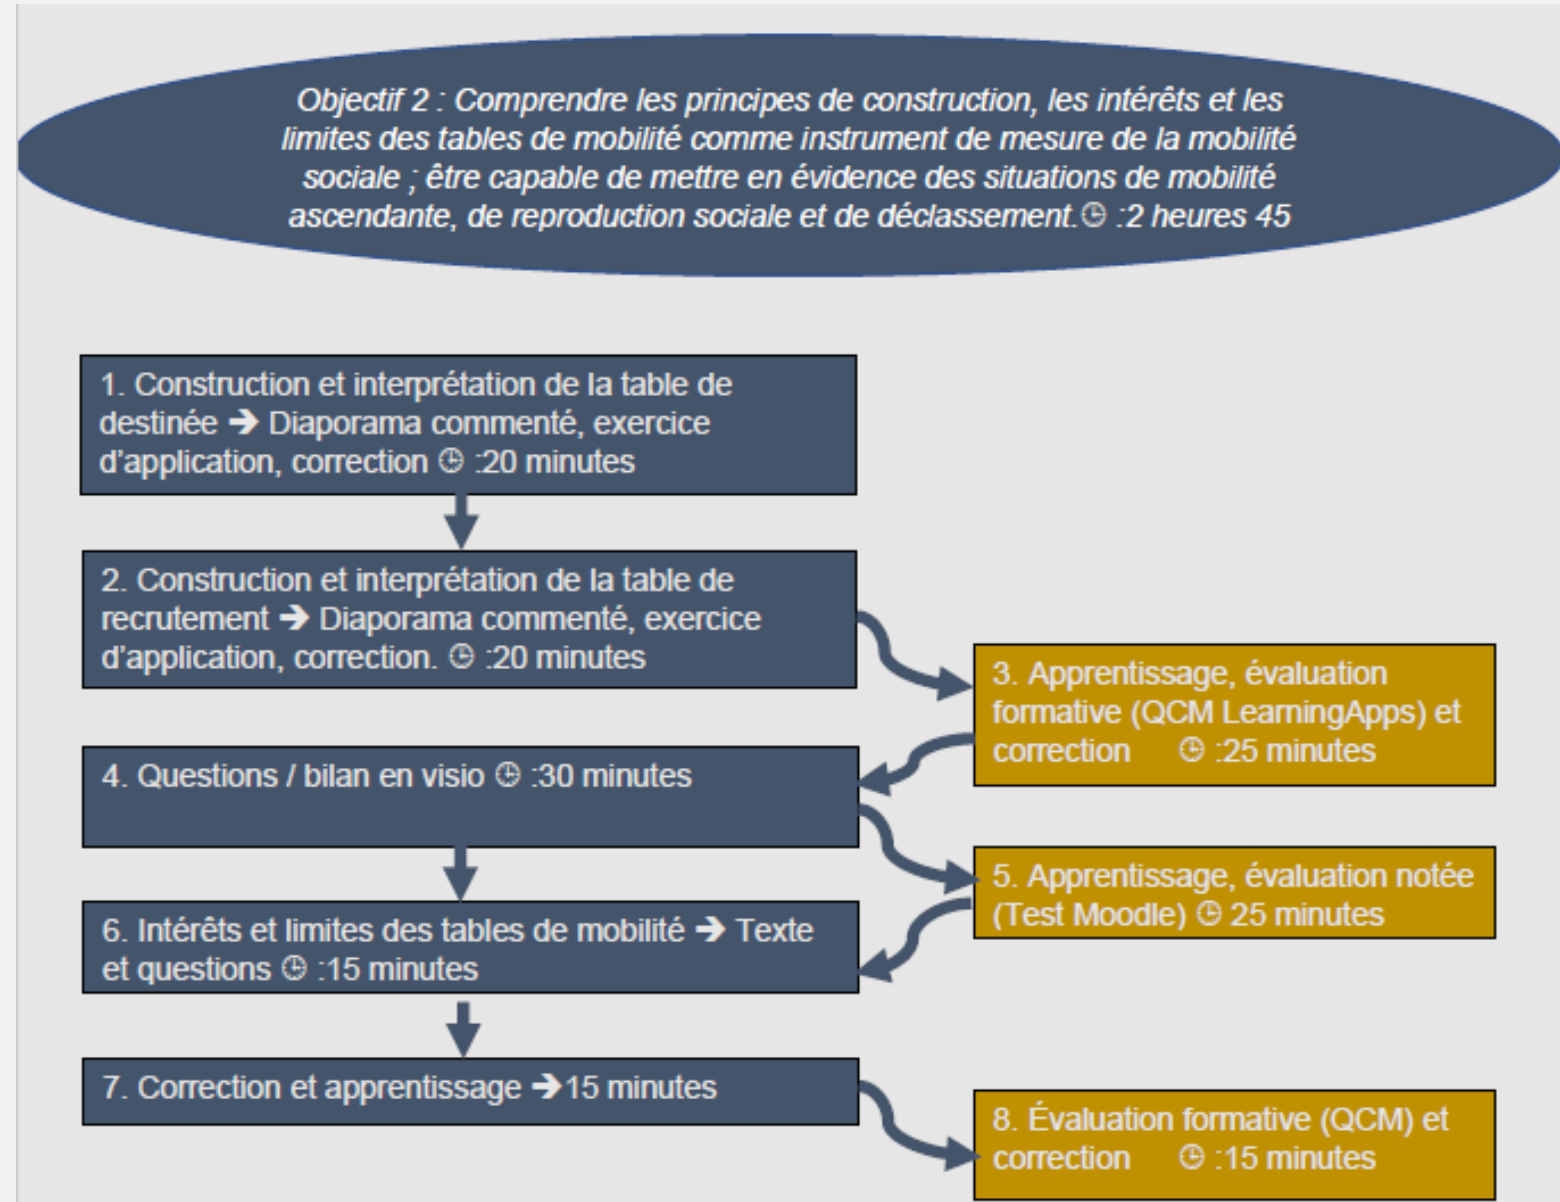 Objectif 2 : Comprendre les principes de construction, les intérêts et les
limites des tables de mobilité comme instrument de mesure de la mobilité
sociale ; être capable de mettre en évidence des situations de mobilité
ascendante, de reproduction sociale et de déclassement.🕒 :2 heures 45
1. Construction et interprétation de la table de
destinée ➔ Diaporama commenté, exercice
d'application, correction 🕒 :20 minutes
2. Construction et interprétation de la table de
recrutement ➔ Diaporama commenté, exercice
d'application, correction. 🕒 :20 minutes
3. Apprentissage, évaluation
formative (QCM LearningApps) et
correction 🕒 :25 minutes
4. Questions / bilan en visio 🕒 :30 minutes
5. Apprentissage, évaluation notée
(Test Moodle) 🕒 25 minutes
6. Intérêts et limites des tables de mobilité ➔ Texte
et questions 🕒 :15 minutes
7. Correction et apprentissage ➔15 minutes
8. Évaluation formative (QCM) et
correction 🕒 :15 minutes